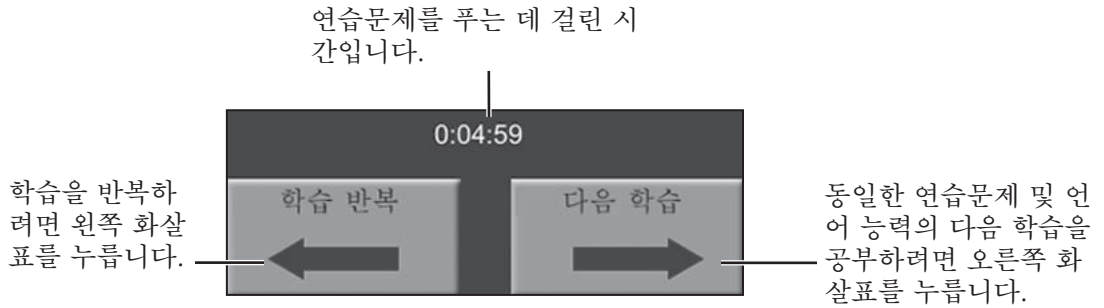 연습문제를 푸는 데 걸린 시
간입니다.
0:04:59
학습을 반복하
려면 왼쪽 화살
표를 누릅니다.
학습 반복
다음 학습
동일한 연습문제 및 언
어 능력의 다음 학습을
공부하려면 오른쪽 화
살표를 누릅니다.